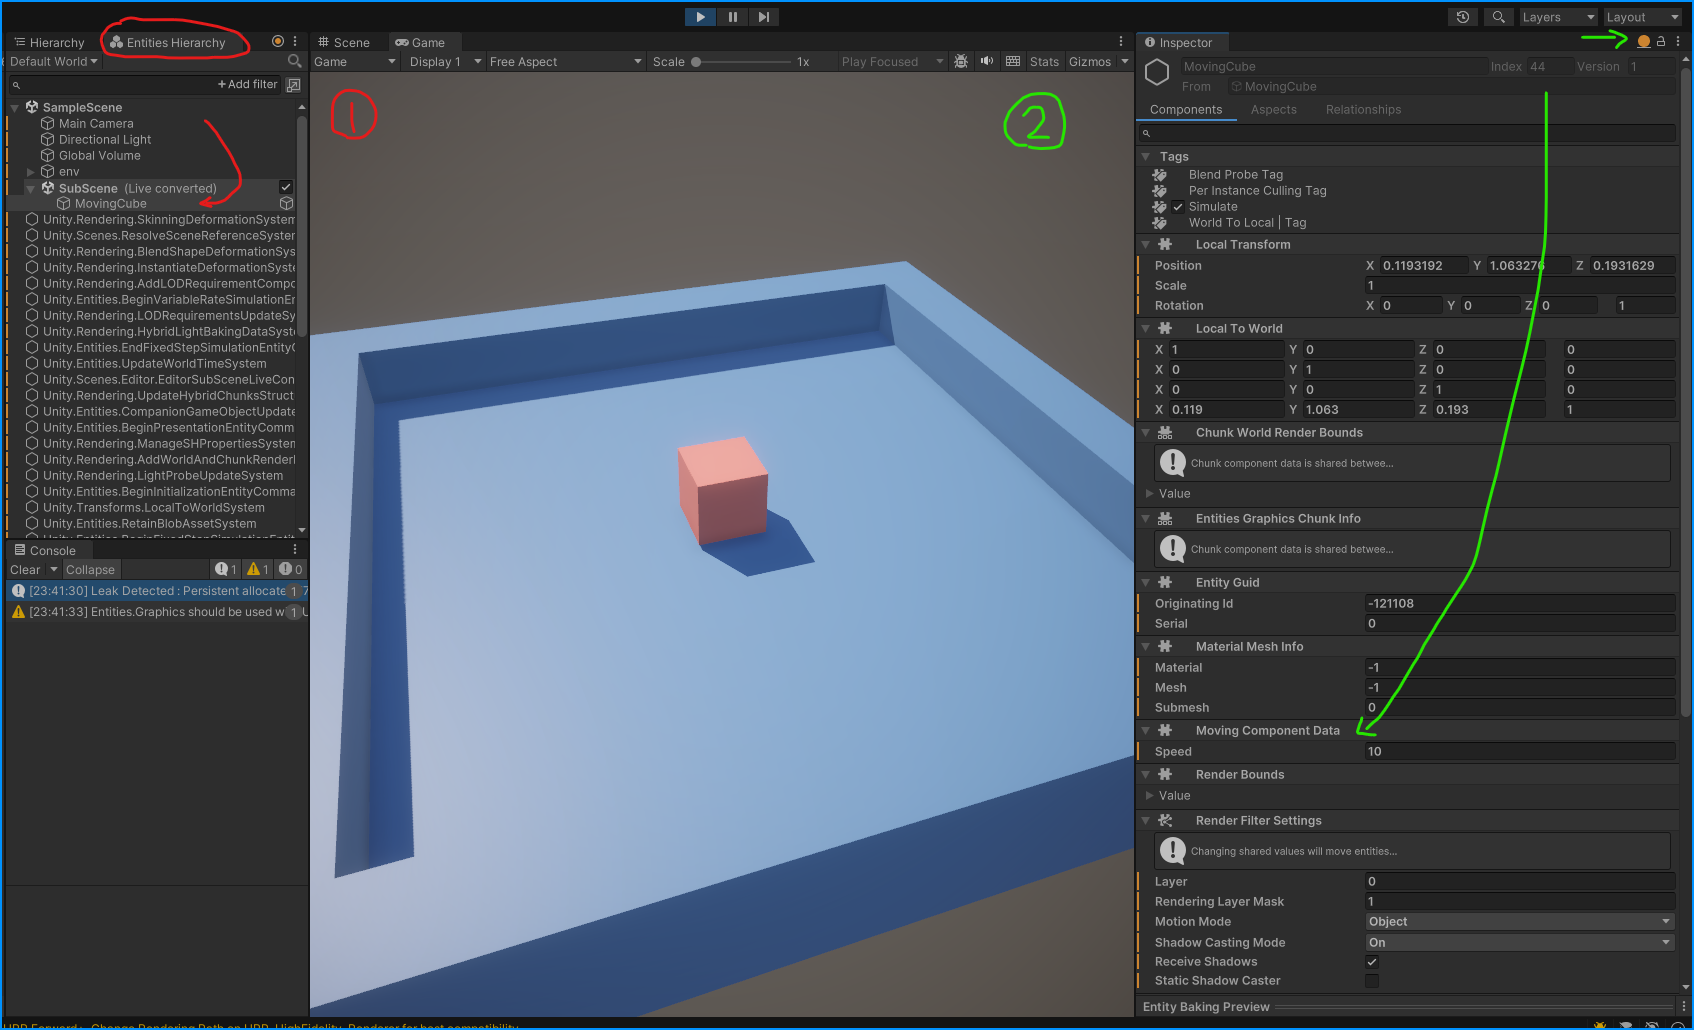 Layers
Layout
Hierarchy
Entities Hierarchy
Scene
Game
Inspector
Default World
Game
Display 1
Free Aspect
Scale
1x
Play Focused
Stats
Gizmos
+ Add filter
SampleScene
Main Camera
Directional Light
Global Volume
env
SubScene (Live converted)
MovingCube
Unity.Rendering.SkinningDeformationSystem
Unity.Scenes.ResolveSceneReferenceSyster
Unity.Rendering.BlendShapeDeformationSys
Unity.Rendering.InstantiateDeformationSyste
Unity.Rendering.AddLODRequirementCompo
Unity.Entities.BeginVariableRateSimulationEn
Unity.Rendering.LODRequirementsUpdateSy
Unity.Rendering.HybridLightBakingDataSyste
Unity.Entities.EndFixedStepSimulationEntityC
Unity.Entities.UpdateWorldTimeSystem
Unity.Scenes.Editor.EditorSubSceneLiveCon
Unity.Rendering.UpdateHybridChunksStruct
Unity.Entities.CompanionGameObjectUpdate
Unity.Entities.BeginPresentationEntityComm
Unity.Rendering.ManageSHPropertiesSystem
Unity.Rendering.AddWorldAndChunkRenderI
Unity.Rendering.LightProbeUpdateSystem
Unity.Entities.BeginInitializationEntityComma
Unity.Transforms.LocalToWorldSystem
Unity.Entities.RetainBlobAssetSystem
Console
Clear
Collapse
1
1
0
[23:41:30] Leak Detected : Persistent allocate 1 7
[23:41:33] Entities.Graphics should be used w 1 U
1
2
MovingCube
Index 44
Version 1
From MovingCube
Components
Aspects
Relationships
Tags
Blend Probe Tag
Per Instance Culling Tag
Simulate
World To Local | Tag
Local Transform
Position X 0.1193192 Y 1.063276 Z 0.1931629
Scale 1
Rotation X 0 Y 0 Z 0 1
Local To World
X 1 Y 0 Z 0 0
X 0 Y 1 Z 0 0
X 0 Y 0 Z 1 0
X 0.119 Y 1.063 Z 0.193 1
Chunk World Render Bounds
Chunk component data is shared betwee...
Value
Entities Graphics Chunk Info
Chunk component data is shared betwee...
Entity Guid
Originating Id -121108
Serial 0
Material Mesh Info
Material -1
Mesh -1
Submesh 0
Moving Component Data
Speed 10
Render Bounds
Value
Render Filter Settings
Changing shared values will move entities...
Layer 0
Rendering Layer Mask 1
Motion Mode Object
Shadow Casting Mode On
Receive Shadows
Static Shadow Caster
Entity Baking Preview